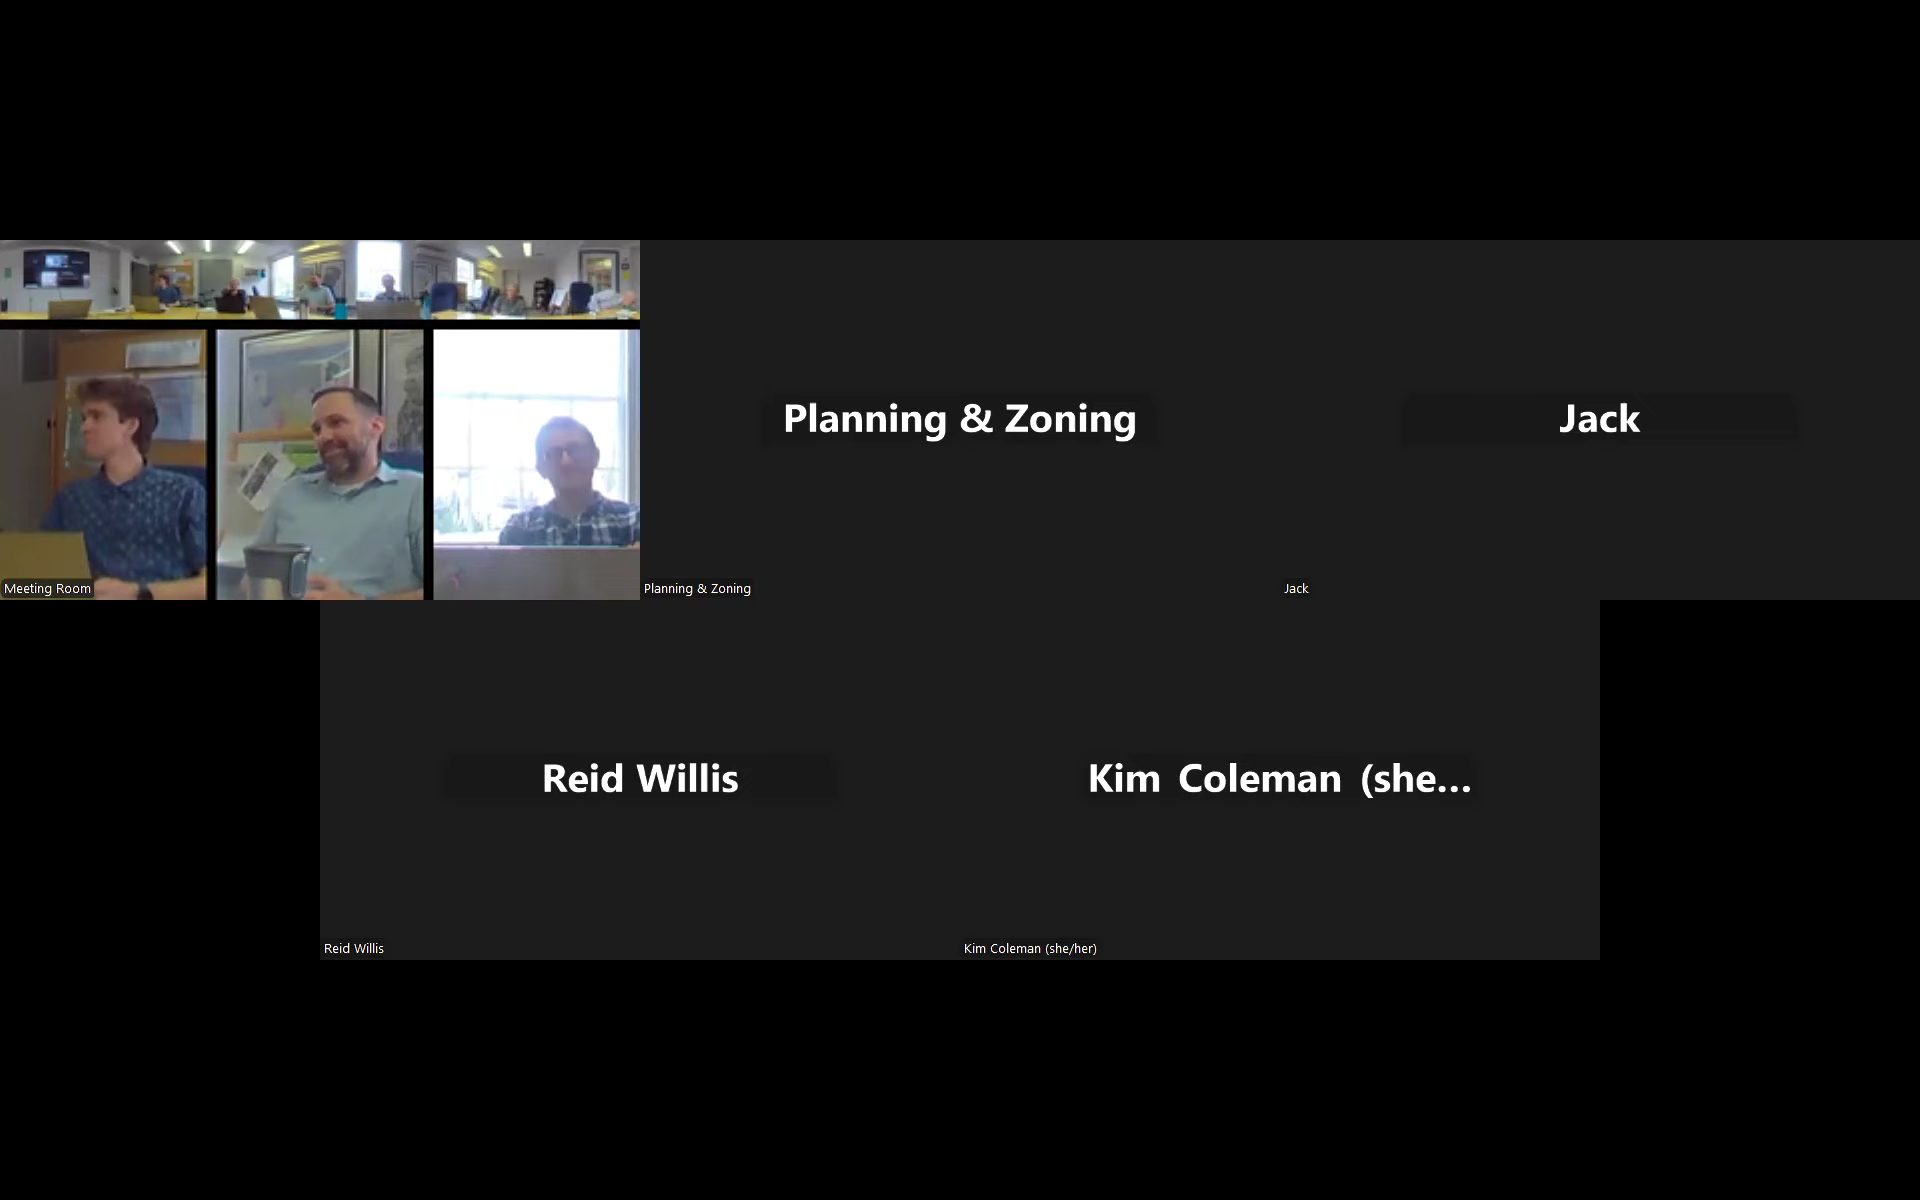 Planning & Zoning
Jack
Meeting Room
Planning & Zoning
Jack
Reid Willis
Kim Coleman (she...
Reid Willis
Kim Coleman (she/her)